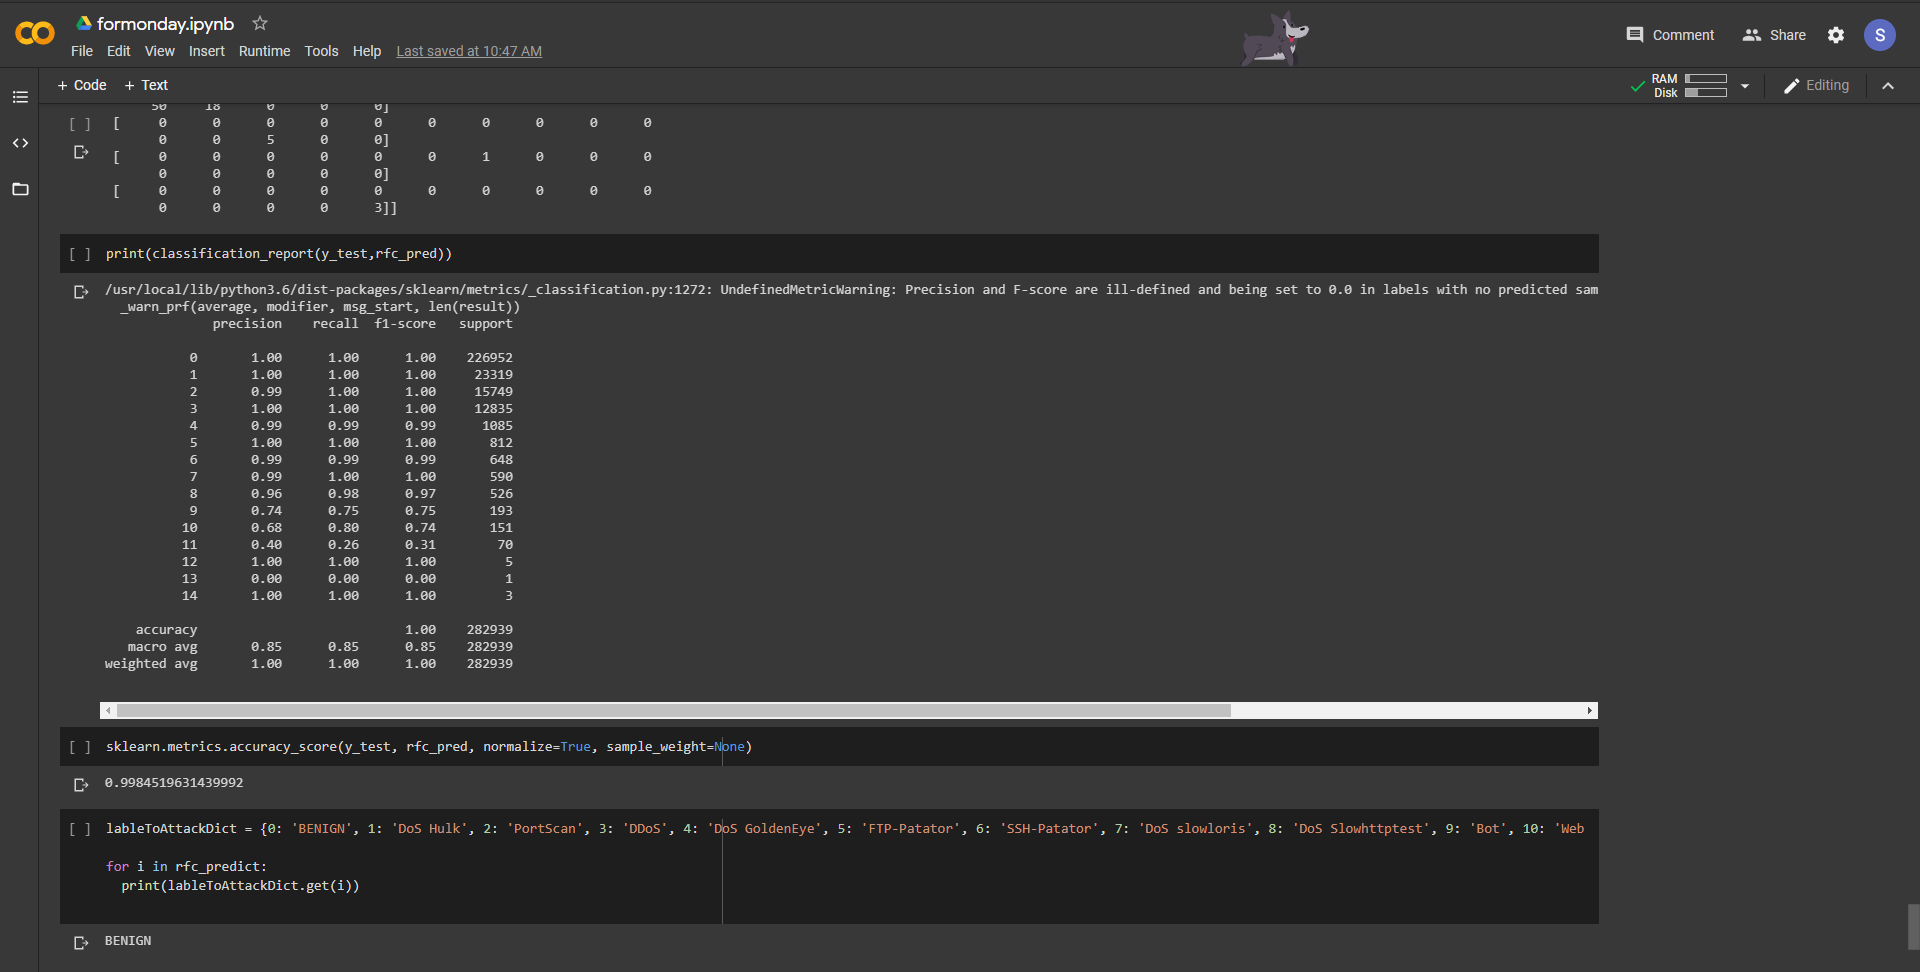 formonday.ipynb
File Edit View Insert Runtime Tools Help Last saved at 10:47 AM
Comment Share S
+ Code + Text
RAM
Disk
Editing
50 18 0 0 0]
[ ] [ 0 0 0 0 0 0 0 0 0 0
0 0 5 0 0]
[ 0 0 0 0 0 0 1 0 0 0
0 0 0 0 0]
[ 0 0 0 0 0 0 0 0 0 0
0 0 0 0 3]]
[ ] print(classification_report(y_test,rfc_pred))
/usr/local/lib/python3.6/dist-packages/sklearn/metrics/_classification.py:1272: UndefinedMetricWarning: Precision and F-score are ill-defined and being set to 0.0 in labels with no predicted sam
_warn_prf(average, modifier, msg_start, len(result))
precision recall f1-score support
0 1.00 1.00 1.00 226952
1 1.00 1.00 1.00 23319
2 0.99 1.00 1.00 15749
3 1.00 1.00 1.00 12835
4 0.99 0.99 0.99 1085
5 1.00 1.00 1.00 812
6 0.99 0.99 0.99 648
7 0.99 1.00 1.00 590
8 0.96 0.98 0.97 526
9 0.74 0.75 0.75 193
10 0.68 0.80 0.74 151
11 0.40 0.26 0.31 70
12 1.00 1.00 1.00 5
13 0.00 0.00 0.00 1
14 1.00 1.00 1.00 3
accuracy 1.00 282939
macro avg 0.85 0.85 0.85 282939
weighted avg 1.00 1.00 1.00 282939
[ ] sklearn.metrics.accuracy_score(y_test, rfc_pred, normalize=True, sample_weight=None)
0.9984519631439992
[ ] lableToAttackDict = {0: 'BENIGN', 1: 'DoS Hulk', 2: 'PortScan', 3: 'DDoS', 4: 'DoS GoldenEye', 5: 'FTP-Patator', 6: 'SSH-Patator', 7: 'DoS slowloris', 8: 'DoS Slowhttptest', 9: 'Bot', 10: 'Web
for i in rfc_predict:
print(lableToAttackDict.get(i))
BENIGN